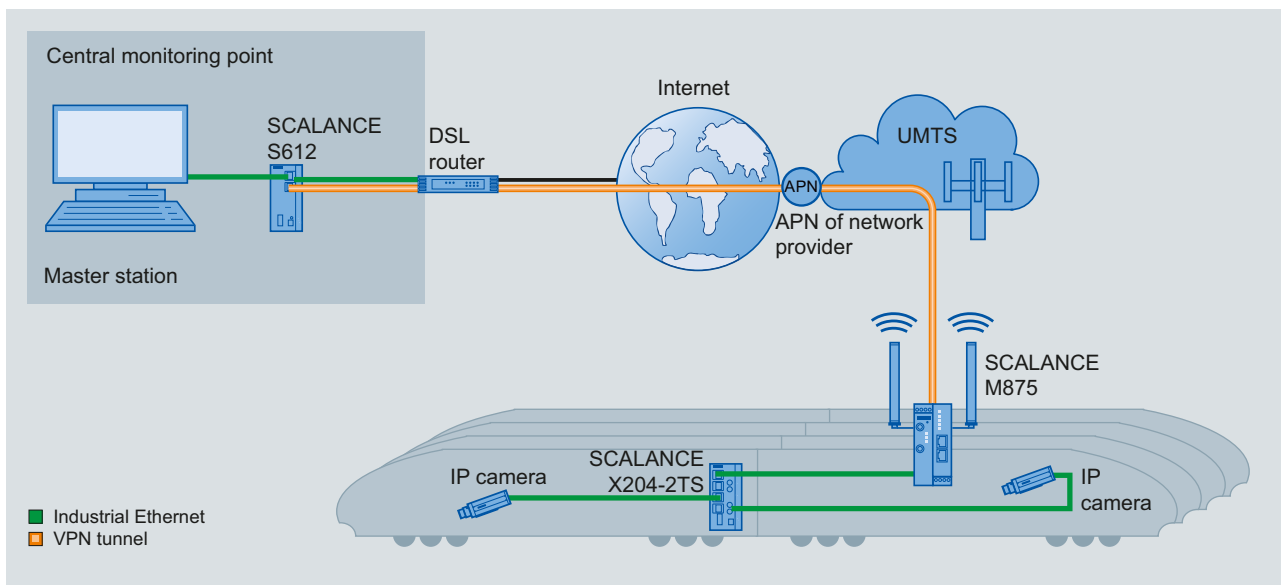 Central monitoring point
SCALANCE
S612
DSL
router
Internet
UMTS
APN
APN of network
provider
Master station
SCALANCE
M875
IP camera
SCALANCE
X204-2TS
IP
camera
Industrial Ethernet
VPN tunnel